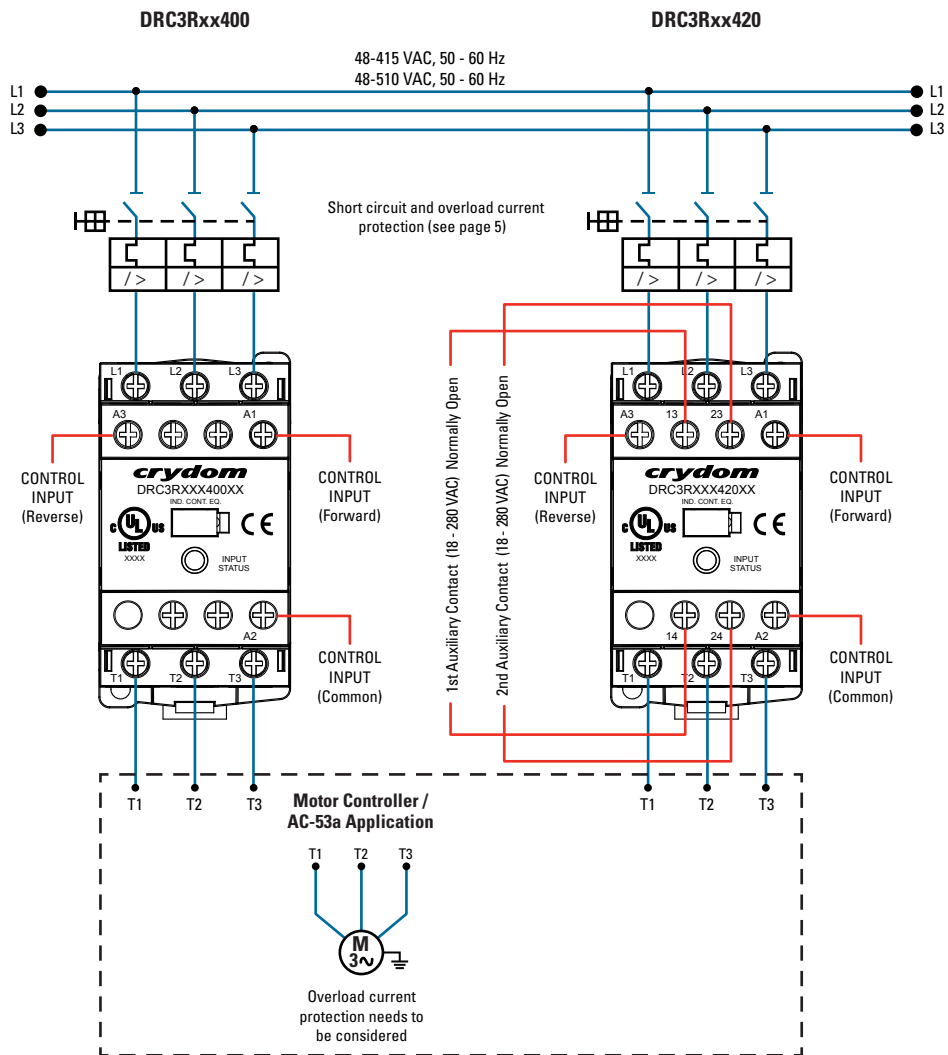 DRC3Rxx400
DRC3Rxx420
48-415 VAC, 50 - 60 Hz
48-510 VAC, 50 - 60 Hz
L1
L2
L3
L1
L2
L3
Short circuit and overload current
protection (see page 5)
/ >
/ >
/ >
/ >
/ >
/ >
L1
L2
L3
A3
A1
CONTROL
INPUT
(Reverse)
CONTROL
INPUT
(Forward)
crydom
DRC3RXXX400XX
IND. CONT. EQ.
C
UL
US
LISTED
XXXX
CE
INPUT
STATUS
A2
CONTROL
INPUT
(Common)
T1
T2
T3
1st Auxiliary Contact (18 - 280 VAC) Normally Open
2nd Auxiliary Contact (18 - 280 VAC) Normally Open
L1
L2
L3
A3
13
23
A1
CONTROL
INPUT
(Reverse)
CONTROL
INPUT
(Forward)
crydom
DRC3RXXX420XX
IND. CONT. EQ.
C
UL
US
LISTED
XXXX
CE
INPUT
STATUS
14
24
A2
CONTROL
INPUT
(Common)
T1
T2
T3
T1
T2
T3
T1
T2
T3
Motor Controller /
AC-53a Application
T1
T2
T3
M
3∿
Overload current
protection needs to
be considered